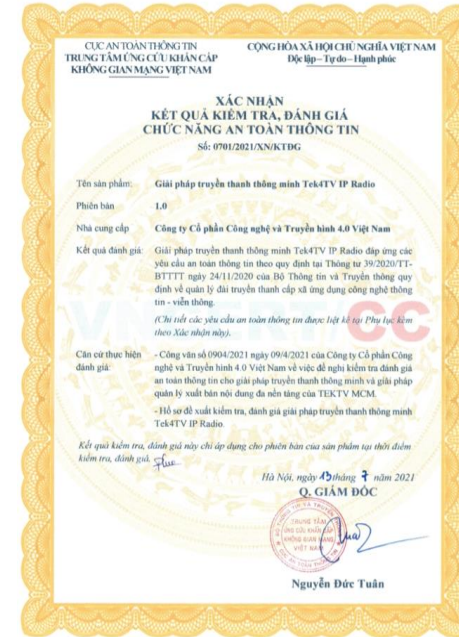 CỤC AN TOÀN THÔNG TIN
TRUNG TÂM ỨNG CỨU KHẨN CẤP
KHÔNG GIAN MẠNG VIỆT NAM
CỘNG HÒA XÃ HỘI CHỦ NGHĨA VIỆT NAM
Độc lập – Tự do – Hạnh phúc
XÁC NHẬN
KẾT QUẢ KIỂM TRA, ĐÁNH GIÁ
CHỨC NĂNG AN TOÀN THÔNG TIN
Số: 0701/2021/XN/KTĐG
Tên sản phẩm: Giải pháp truyền thanh thông minh Tek4TV IP Radio
Phiên bản 1.0
Nhà cung cấp Công ty Cổ phần Công nghệ và Truyền hình 4.0 Việt Nam
Kết quả đánh giá: Giải pháp truyền thanh thông minh Tek4TV IP Radio đáp ứng các
yêu cầu an toàn thông tin theo quy định tại Thông tư 39/2020/TT-
BTTTT ngày 24/11/2020 của Bộ Thông tin và Truyền thông quy
định về quản lý đài truyền thanh cấp xã ứng dụng công nghệ thông
tin - viễn thông.
(Chi tiết các yêu cầu an toàn thông tin được liệt kê tại Phụ lục kèm
theo Xác nhận này).
Căn cứ thực hiện
đánh giá:
- Công văn số 0904/2021 ngày 09/4/2021 của Công ty Cổ phần Công
nghệ và Truyền hình 4.0 Việt Nam về việc đề nghị kiểm tra đánh giá
an toàn thông tin cho giải pháp truyền thanh thông minh và giải pháp
quản lý xuất bản nội dung đa nền tảng của TEKTV MCM.
- Hồ sơ đề xuất kiểm tra, đánh giá giải pháp truyền thanh thông minh
Tek4TV IP Radio.
Kết quả kiểm tra, đánh giá này chỉ áp dụng cho phiên bản của sản phẩm tại thời điểm
kiểm tra, đánh giá.
Hà Nội, ngày 13 tháng 7 năm 2021
Q. GIÁM ĐỐC
TRUNG TÂM
ỨNG CỨU KHẨN CẤP
KHÔNG GIAN MẠNG
VIỆT NAM
Nguyễn Đức Tuân